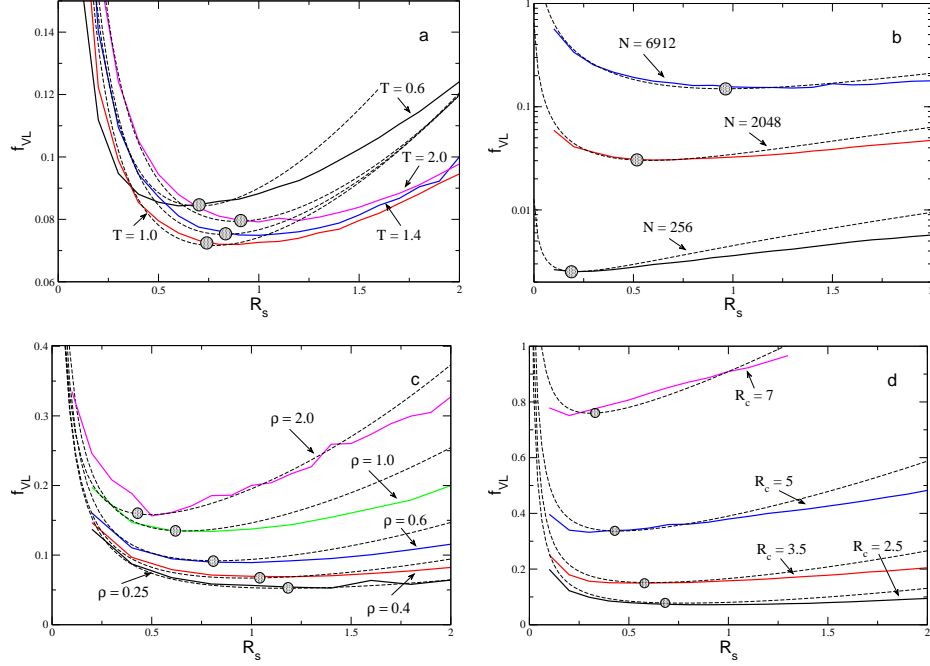 a
0.14
0.12
0.1
0.08
0.06
f_VL
T = 0.6
T = 2.0
T = 1.0
T = 1.4
0
0.5
1
1.5
2
R_s
b
1
0.1
0.01
f_VL
N = 6912
N = 2048
N = 256
0
0.5
1
1.5
2
R_s
c
0.4
0.3
0.2
0.1
0
f_VL
ρ = 2.0
ρ = 1.0
ρ = 0.6
ρ = 0.25
ρ = 0.4
0
0.5
1
1.5
2
R_s
d
1
0.8
0.6
0.4
0.2
0
f_VL
R_c = 7
R_c = 5
R_c = 3.5
R_c = 2.5
0
0.5
1
1.5
2
R_s